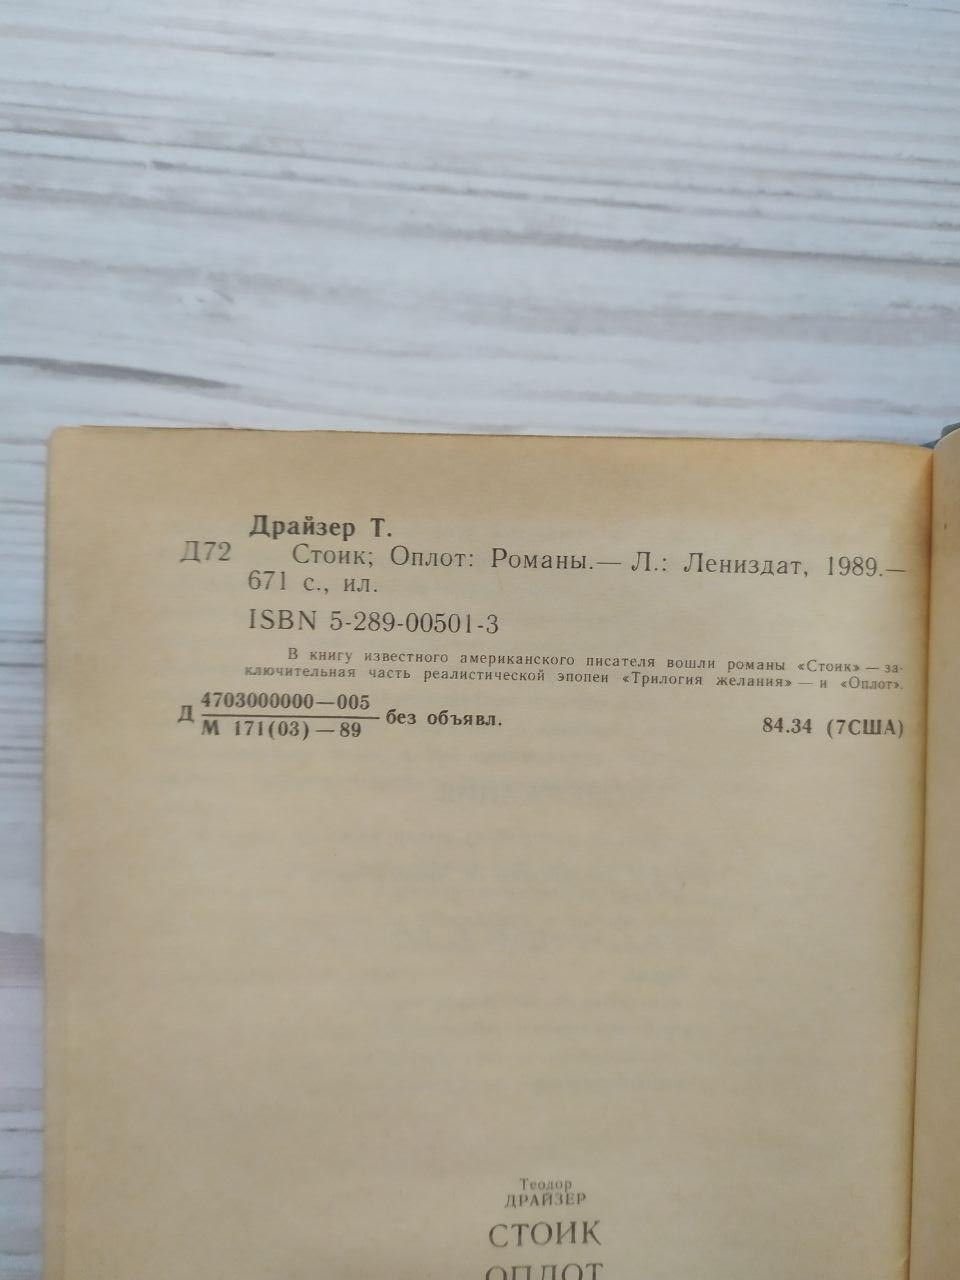 Драйзер Т.
Д72 Стоик; Оплот: Романы.— Л.: Лениздат, 1989.—
671 с., ил.
ISBN 5-289-00501-3
В книгу известного американского писателя вошли романы «Стоик» — за-
ключительная часть реалистической эпопеи «Трилогия желания» — и «Оплот».
4703000000—005
Д без объявл.
М 171(03) — 89
84.34 (7США)
Теодор
ДРАЙЗЕР
СТОИК
ОПЛОТ